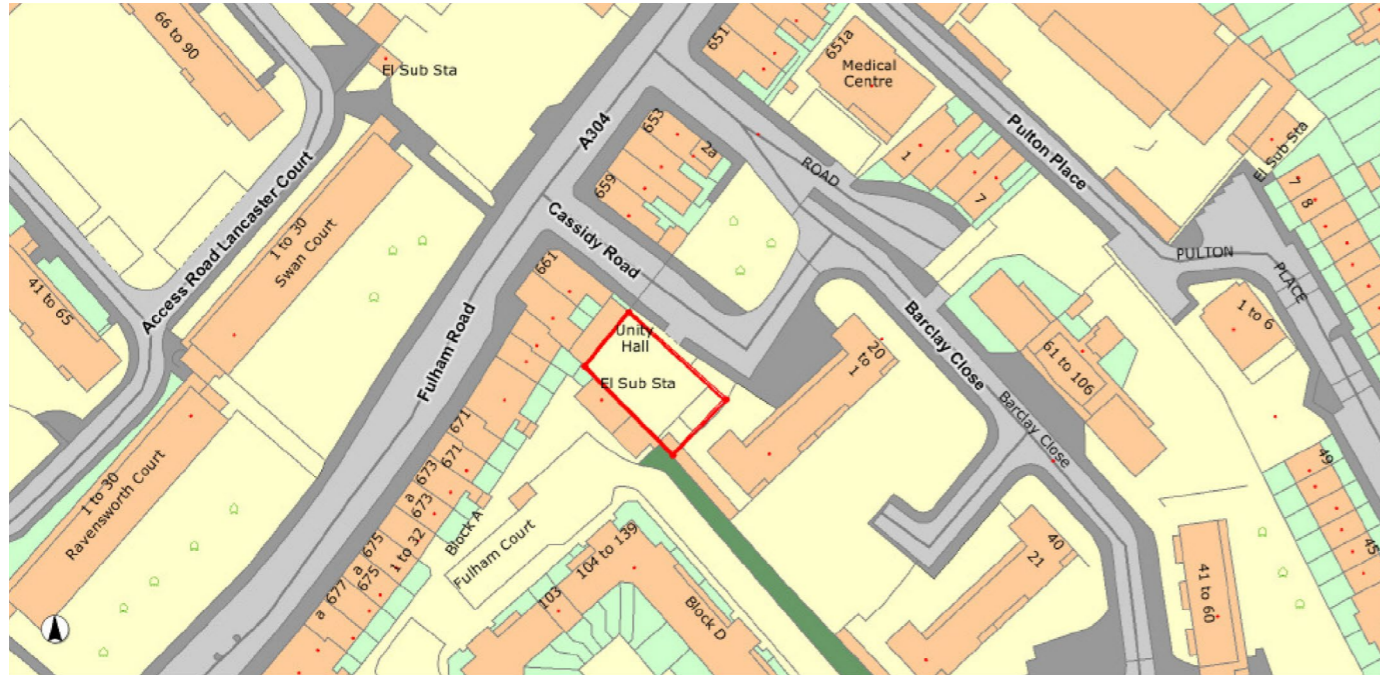 66 to 90
El Sub Sta
651
651a
Medical
Centre
A304
653
2a
659
ROAD
1
7
Pulton Place
El Sub Sta
7
8
Access Road Lancaster Court
1 to 30
Swan Court
41 to 65
Cassidy Road
661
Unity
Hall
El Sub Sta
Fulham Road
Barclay Close
20
to
1
61 to 106
Barclay Close
PULTON
PLACE
1 to 6
671
671
a 673
a
673
675
a
675
677
a
1 to 32
Block A
Fulham Court
1 to 30
Ravensworth Court
103
104 to 139
Block D
40
21
41 to 60
49
45